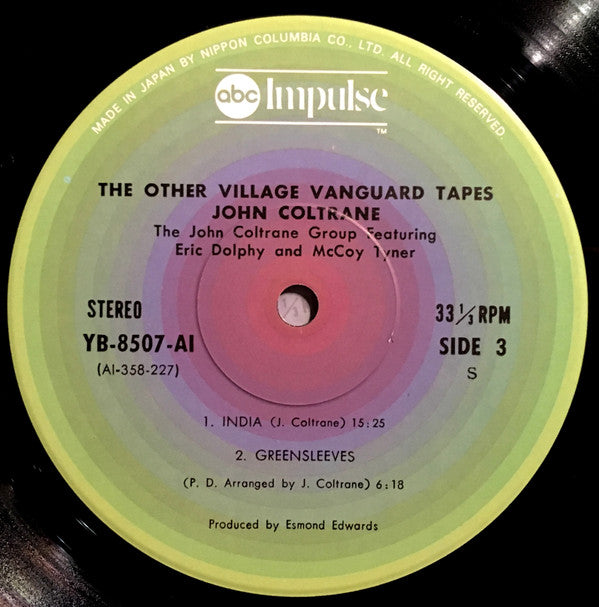 MADE IN JAPAN BY NIPPON COLUMBIA CO., LTD. ALL RIGHT RESERVED.
abc Impulse
TM
THE OTHER VILLAGE VANGUARD TAPES
JOHN COLTRANE
The John Coltrane Group Featuring
Eric Dolphy and McCoy Tyner
STEREO 33 1/3 RPM
YB-8507-AI SIDE 3
(AI-358-227) S
1. INDIA (J. Coltrane) 15:25
2. GREENSLEEVES
(P. D. Arranged by J. Coltrane) 6:18
Produced by Esmond Edwards